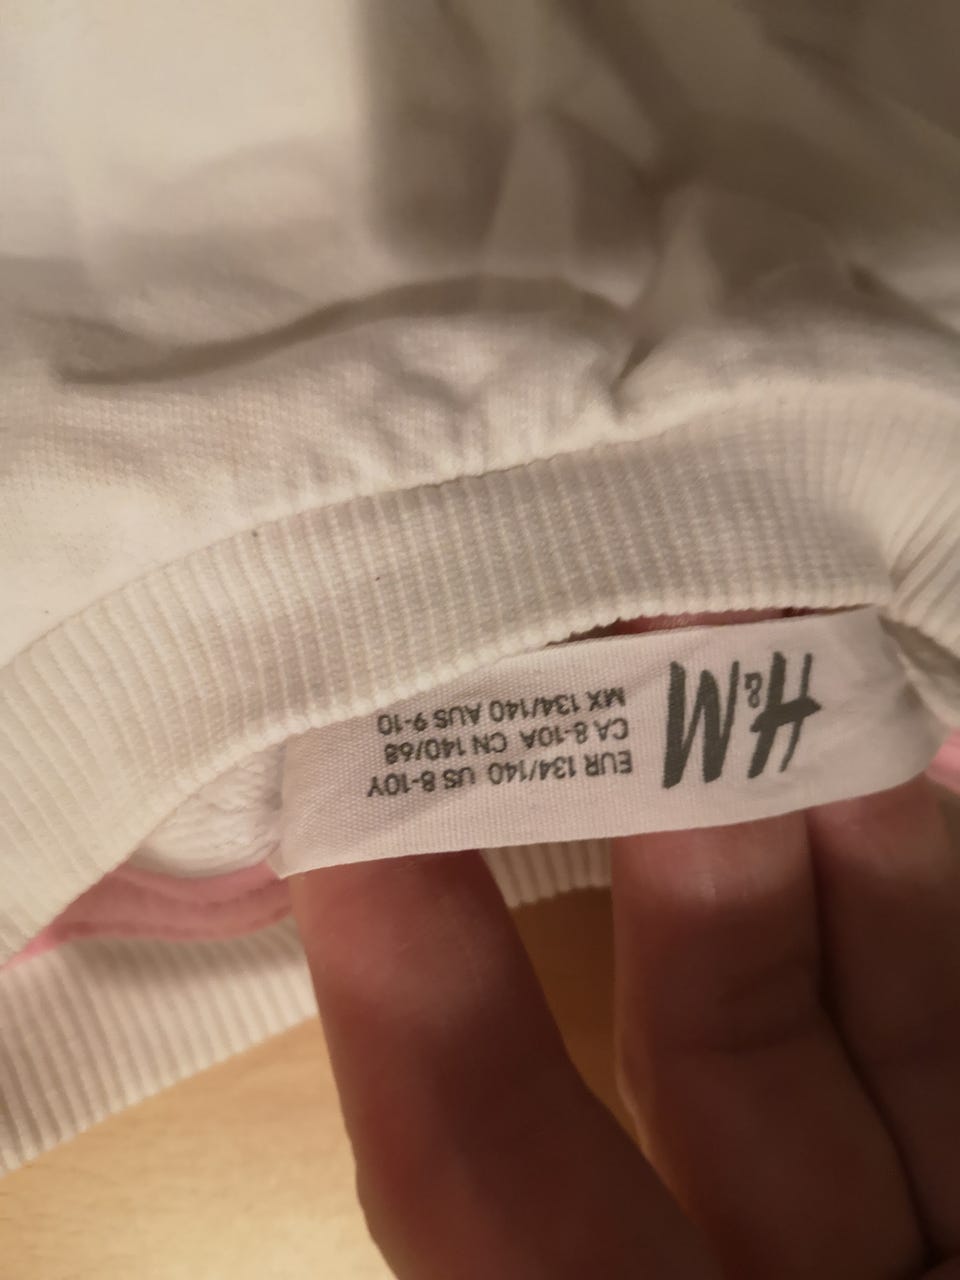 H&M
EUR 134/140 US 8-10Y
CA 8-10A CN 140/68
MX 134/140 AUS 9-10